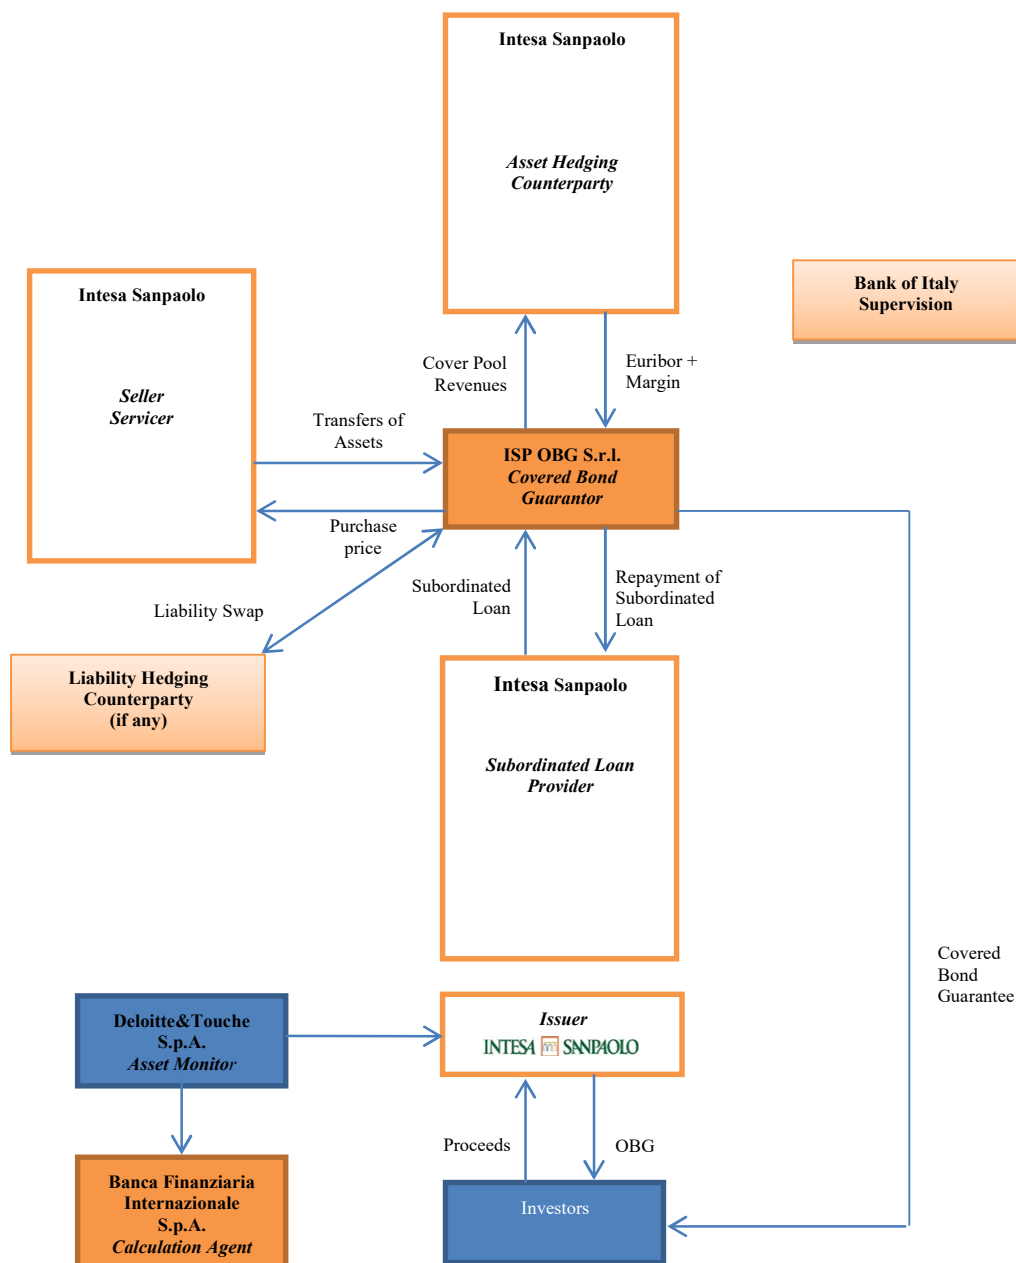 Intesa Sanpaolo
Asset Hedging
Counterparty
Bank of Italy
Supervision
Intesa Sanpaolo
Seller
Servicer
Cover Pool
Revenues
Euribor +
Margin
Transfers of
Assets
ISP OBG S.r.l.
Covered Bond
Guarantor
Purchase
price
Liability Swap
Subordinated
Loan
Repayment of
Subordinated
Loan
Liability Hedging
Counterparty
(if any)
Intesa Sanpaolo
Subordinated Loan
Provider
Covered
Bond
Guarantee
Deloitte&Touche
S.p.A.
Asset Monitor
Issuer
INTESA SANPAOLO
Proceeds
OBG
Banca Finanziaria
Internazionale
S.p.A.
Calculation Agent
Investors